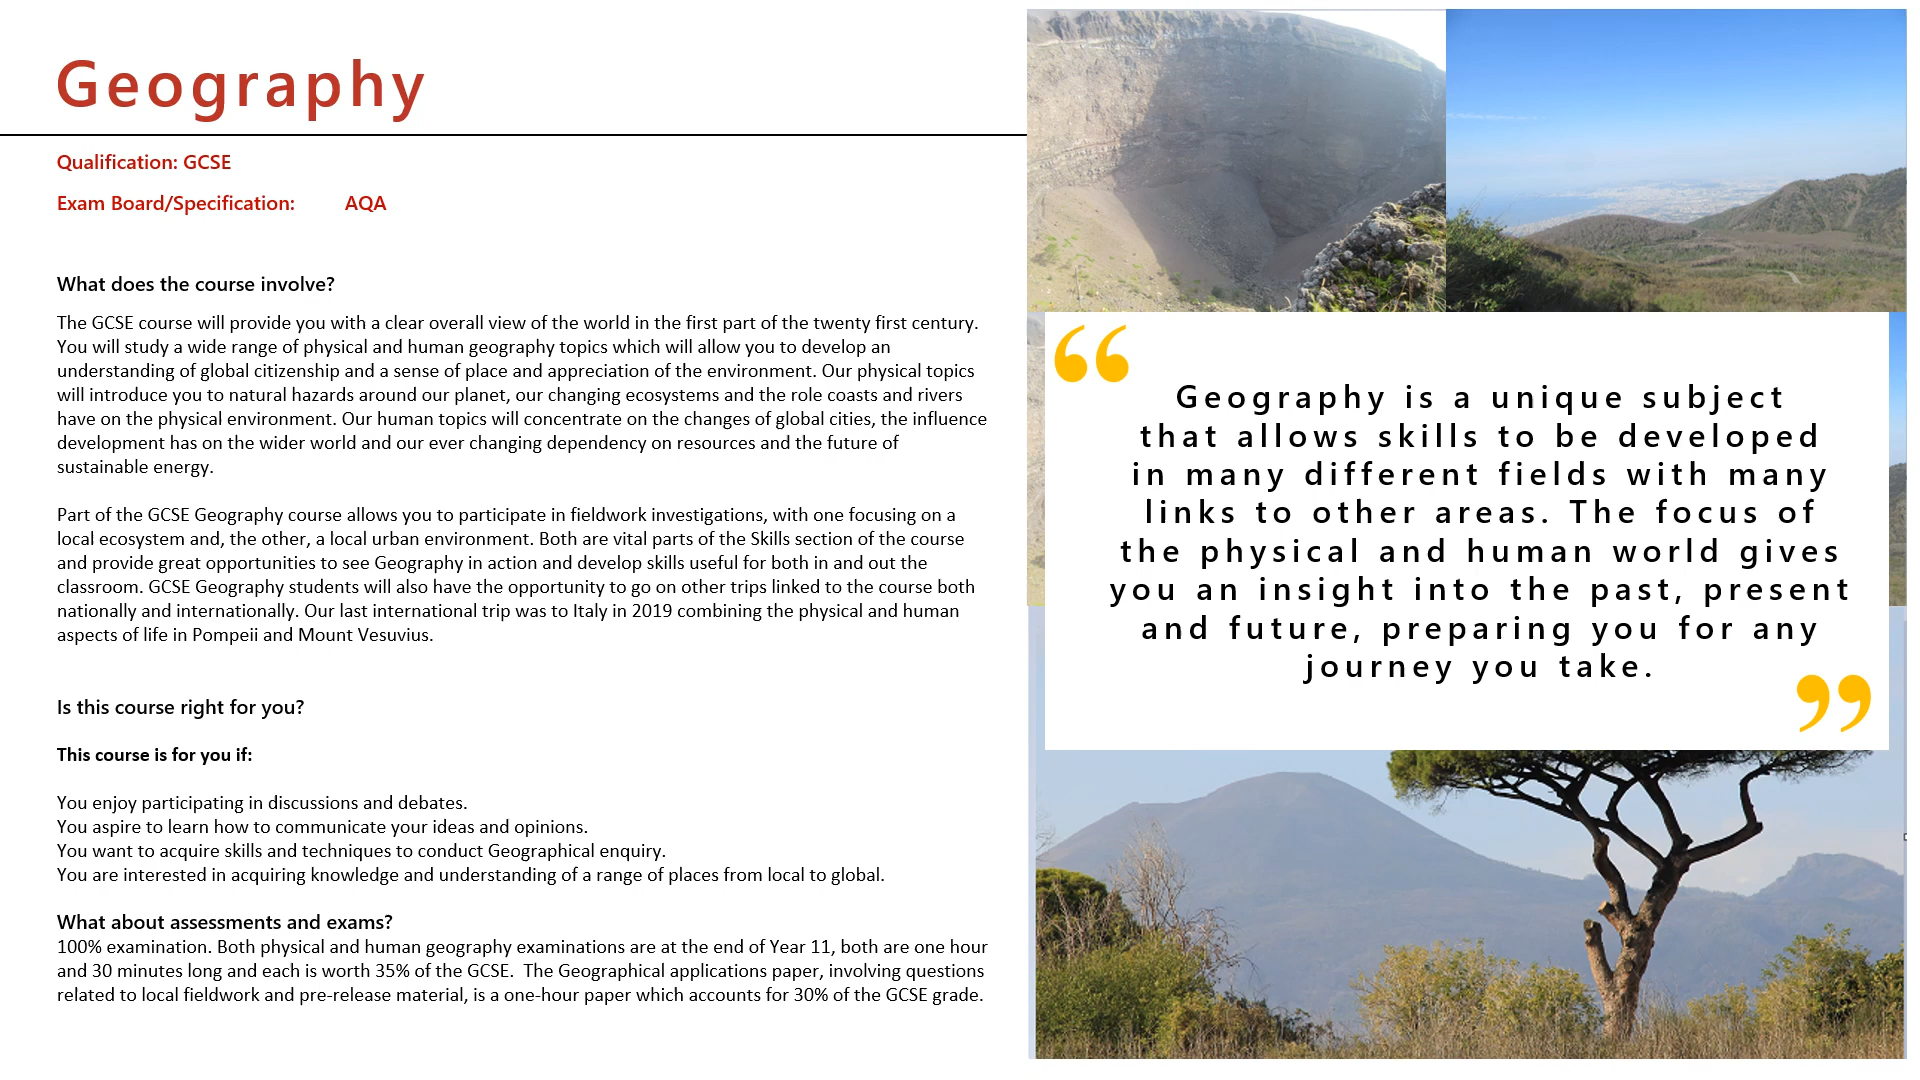 Geography
Qualification: GCSE
Exam Board/Specification: AQA
What does the course involve?
The GCSE course will provide you with a clear overall view of the world in the first part of the twenty first century.
You will study a wide range of physical and human geography topics which will allow you to develop an
understanding of global citizenship and a sense of place and appreciation of the environment. Our physical topics
will introduce you to natural hazards around our planet, our changing ecosystems and the role coasts and rivers
have on the physical environment. Our human topics will concentrate on the changes of global cities, the influence
development has on the wider world and our ever changing dependency on resources and the future of
sustainable energy.
Part of the GCSE Geography course allows you to participate in fieldwork investigations, with one focusing on a
local ecosystem and, the other, a local urban environment. Both are vital parts of the Skills section of the course
and provide great opportunities to see Geography in action and develop skills useful for both in and out the
classroom. GCSE Geography students will also have the opportunity to go on other trips linked to the course both
nationally and internationally. Our last international trip was to Italy in 2019 combining the physical and human
aspects of life in Pompeii and Mount Vesuvius.
Is this course right for you?
This course is for you if:
You enjoy participating in discussions and debates.
You aspire to learn how to communicate your ideas and opinions.
You want to acquire skills and techniques to conduct Geographical enquiry.
You are interested in acquiring knowledge and understanding of a range of places from local to global.
What about assessments and exams?
100% examination. Both physical and human geography examinations are at the end of Year 11, both are one hour
and 30 minutes long and each is worth 35% of the GCSE.  The Geographical applications paper, involving questions
related to local fieldwork and pre-release material, is a one-hour paper which accounts for 30% of the GCSE grade.
“
Geography is a unique subject
that allows skills to be developed
in many different fields with many
links to other areas. The focus of
the physical and human world gives
you an insight into the past, present
and future, preparing you for any
journey you take.
”